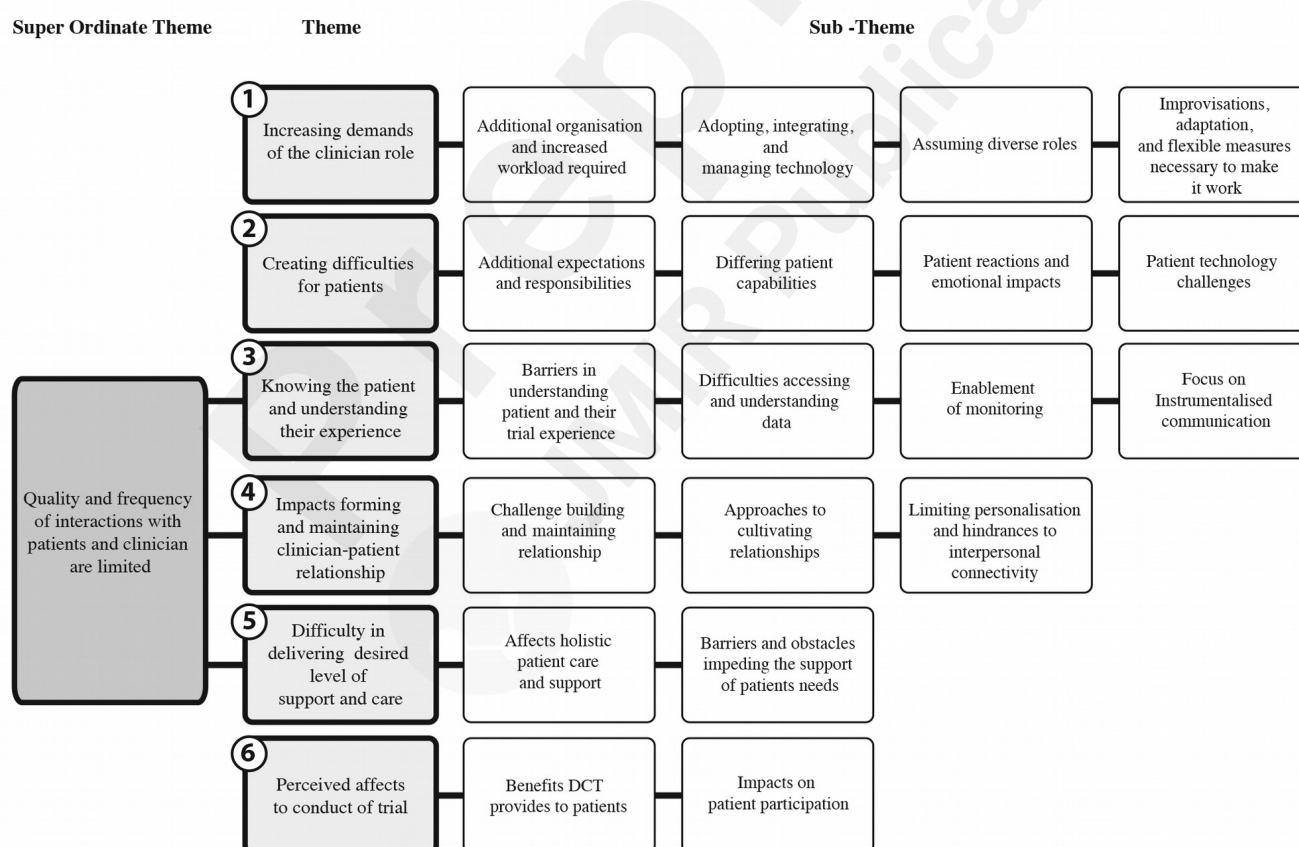 Super Ordinate Theme
Theme
Sub -Theme
1
Increasing demands
of the clinician role
Additional organisation
and increased
workload required
Adopting, integrating,
and
managing technology
Assuming diverse roles
Improvisations,
adaptation,
and flexible measures
necessary to make
it work
2
Creating difficulties
for patients
Additional expectations
and responsibilities
Differing patient
capabilities
Patient reactions and
emotional impacts
Patient technology
challenges
Quality and frequency
of interactions with
patients and clinician
are limited
3
Knowing the patient
and understanding
their experience
Barriers in
understanding
patient and their
trial experience
Difficulties accessing
and understanding
data
Enablement
of monitoring
Focus on
Instrumentalised
communication
4
Impacts forming
and maintaining
clinician-patient
relationship
Challenge building
and maintaining
relationship
Approaches to
cultivating
relationships
Limiting personalisation
and hindrances to
interpersonal
connectivity
5
Difficulty in
delivering desired
level of
support and care
Affects holistic
patient care
and support
Barriers and obstacles
impeding the support
of patients needs
6
Perceived affects
to conduct of trial
Benefits DCT
provides to patients
Impacts on
patient participation
Prep
JMIR Publica